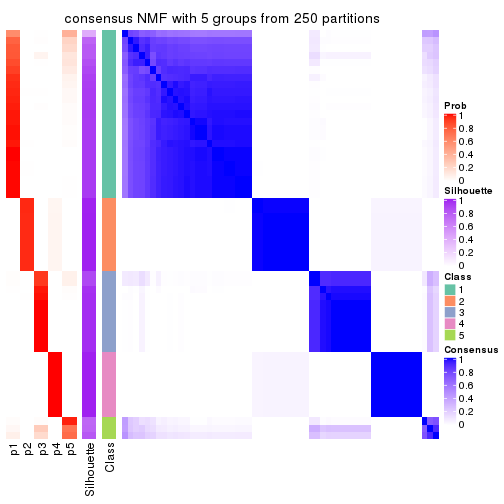 consensus NMF with 5 groups from 250 partitions
Prob
1
0.8
0.6
0.4
0.2
0
Silhouette
1
0.8
0.6
0.4
0.2
0
Class
1
2
3
4
5
Consensus
1
0.8
0.6
0.4
0.2
0
p1
p2
p3
p4
p5
Silhouette
Class